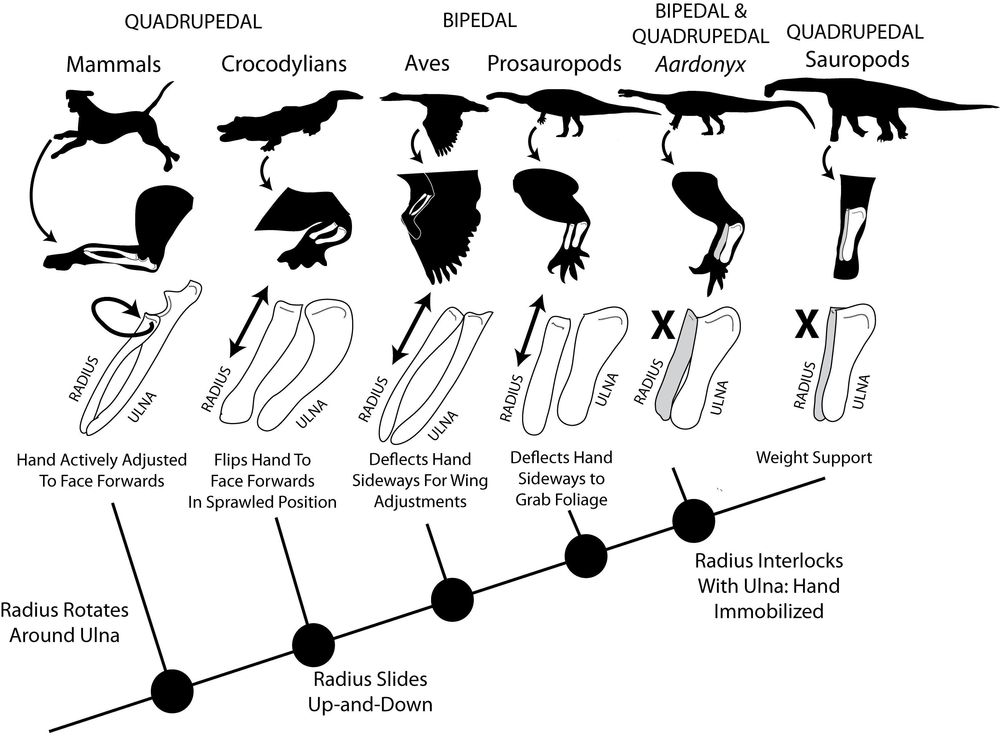 QUADRUPEDAL
BIPEDAL
BIPEDAL &
QUADRUPEDAL
QUADRUPEDAL
Mammals
Crocodylians
Aves
Prosauropods
Aardonyx
Sauropods
X
X
RADIUS
ULNA
RADIUS
ULNA
RADIUS
ULNA
RADIUS
ULNA
RADIUS
ULNA
RADIUS
ULNA
Hand Actively Adjusted
To Face Forwards
Flips Hand To
Face Forwards
In Sprawled Position
Deflects Hand
Sideways For Wing
Adjustments
Deflects Hand
Sideways to
Grab Foliage
Weight Support
Radius Rotates
Around Ulna
Radius Slides
Up-and-Down
Radius Interlocks
With Ulna: Hand
Immobilized